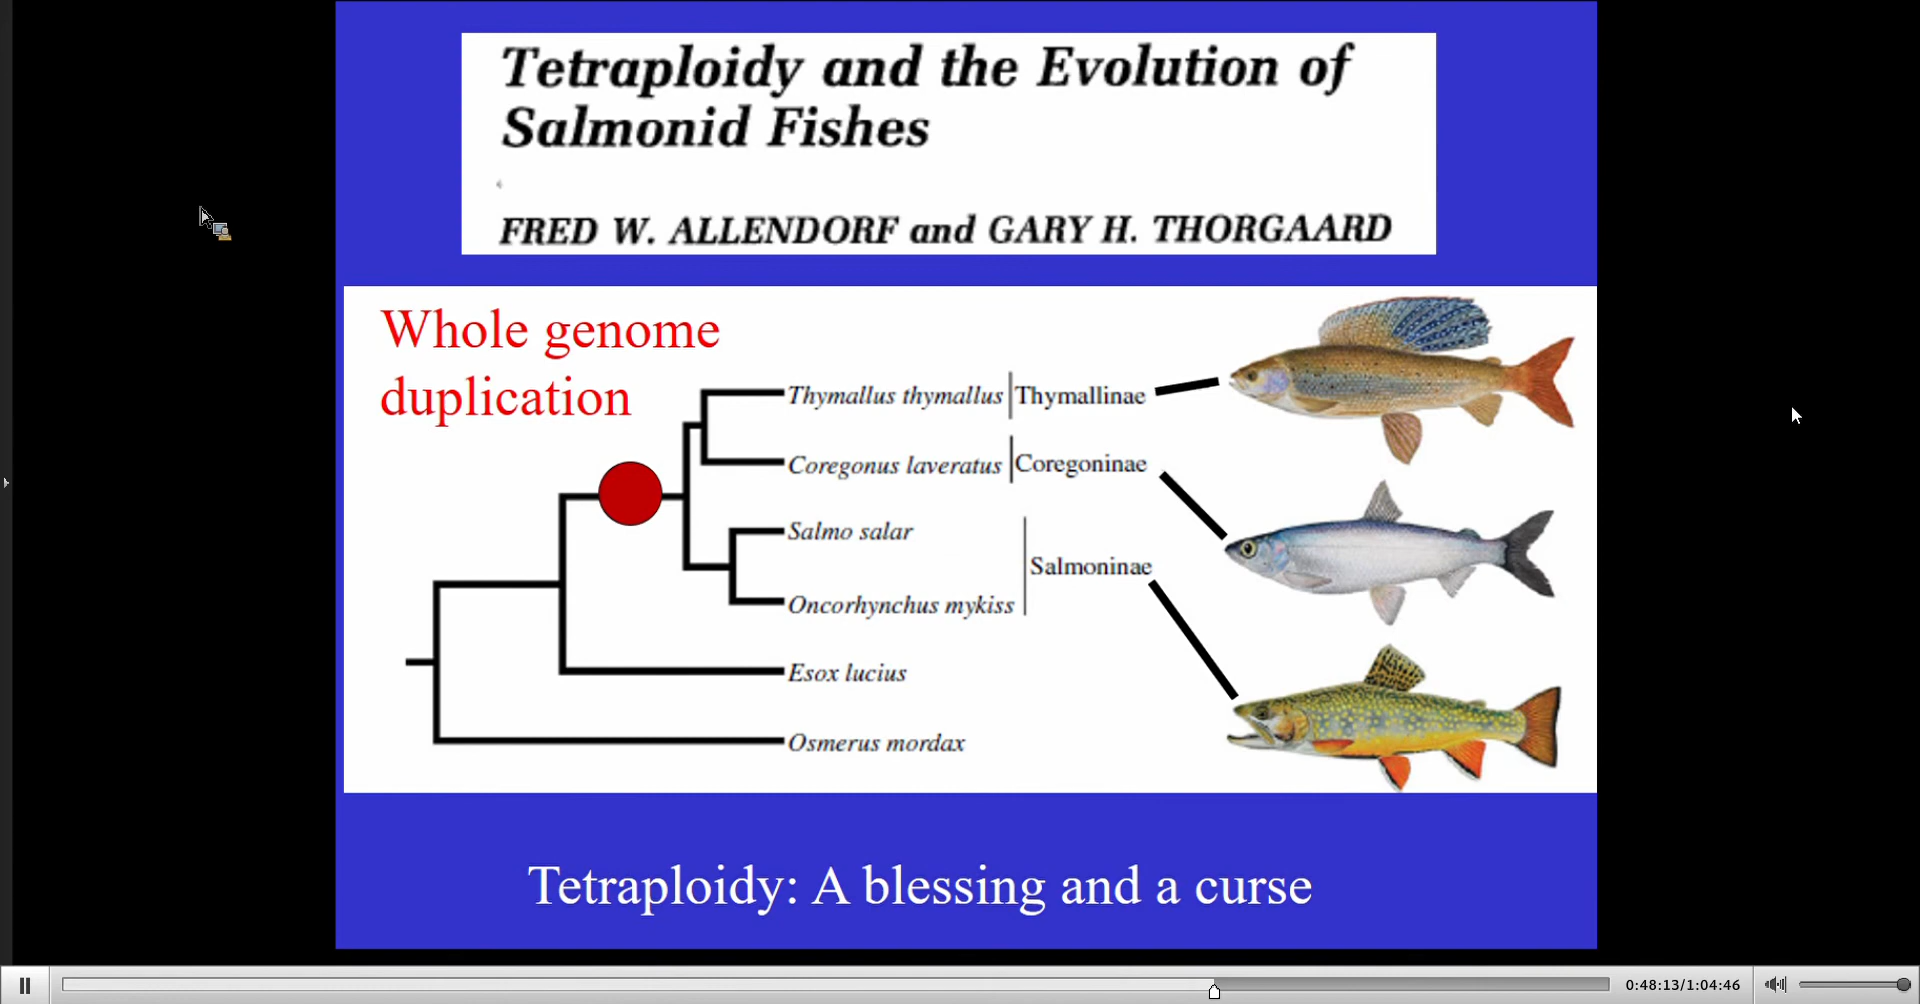 Tetraploidy and the Evolution of
Salmonid Fishes
FRED W. ALLENDORF and GARY H. THORGAARD
Whole genome
duplication
Thymallus thymallus
Thymallinae
Coregonus laveratus
Coregoninae
Salmo salar
Salmoninae
Oncorhynchus mykiss
Esox lucius
Osmerus mordax
Tetraploidy: A blessing and a curse
0:48:13/1:04:46